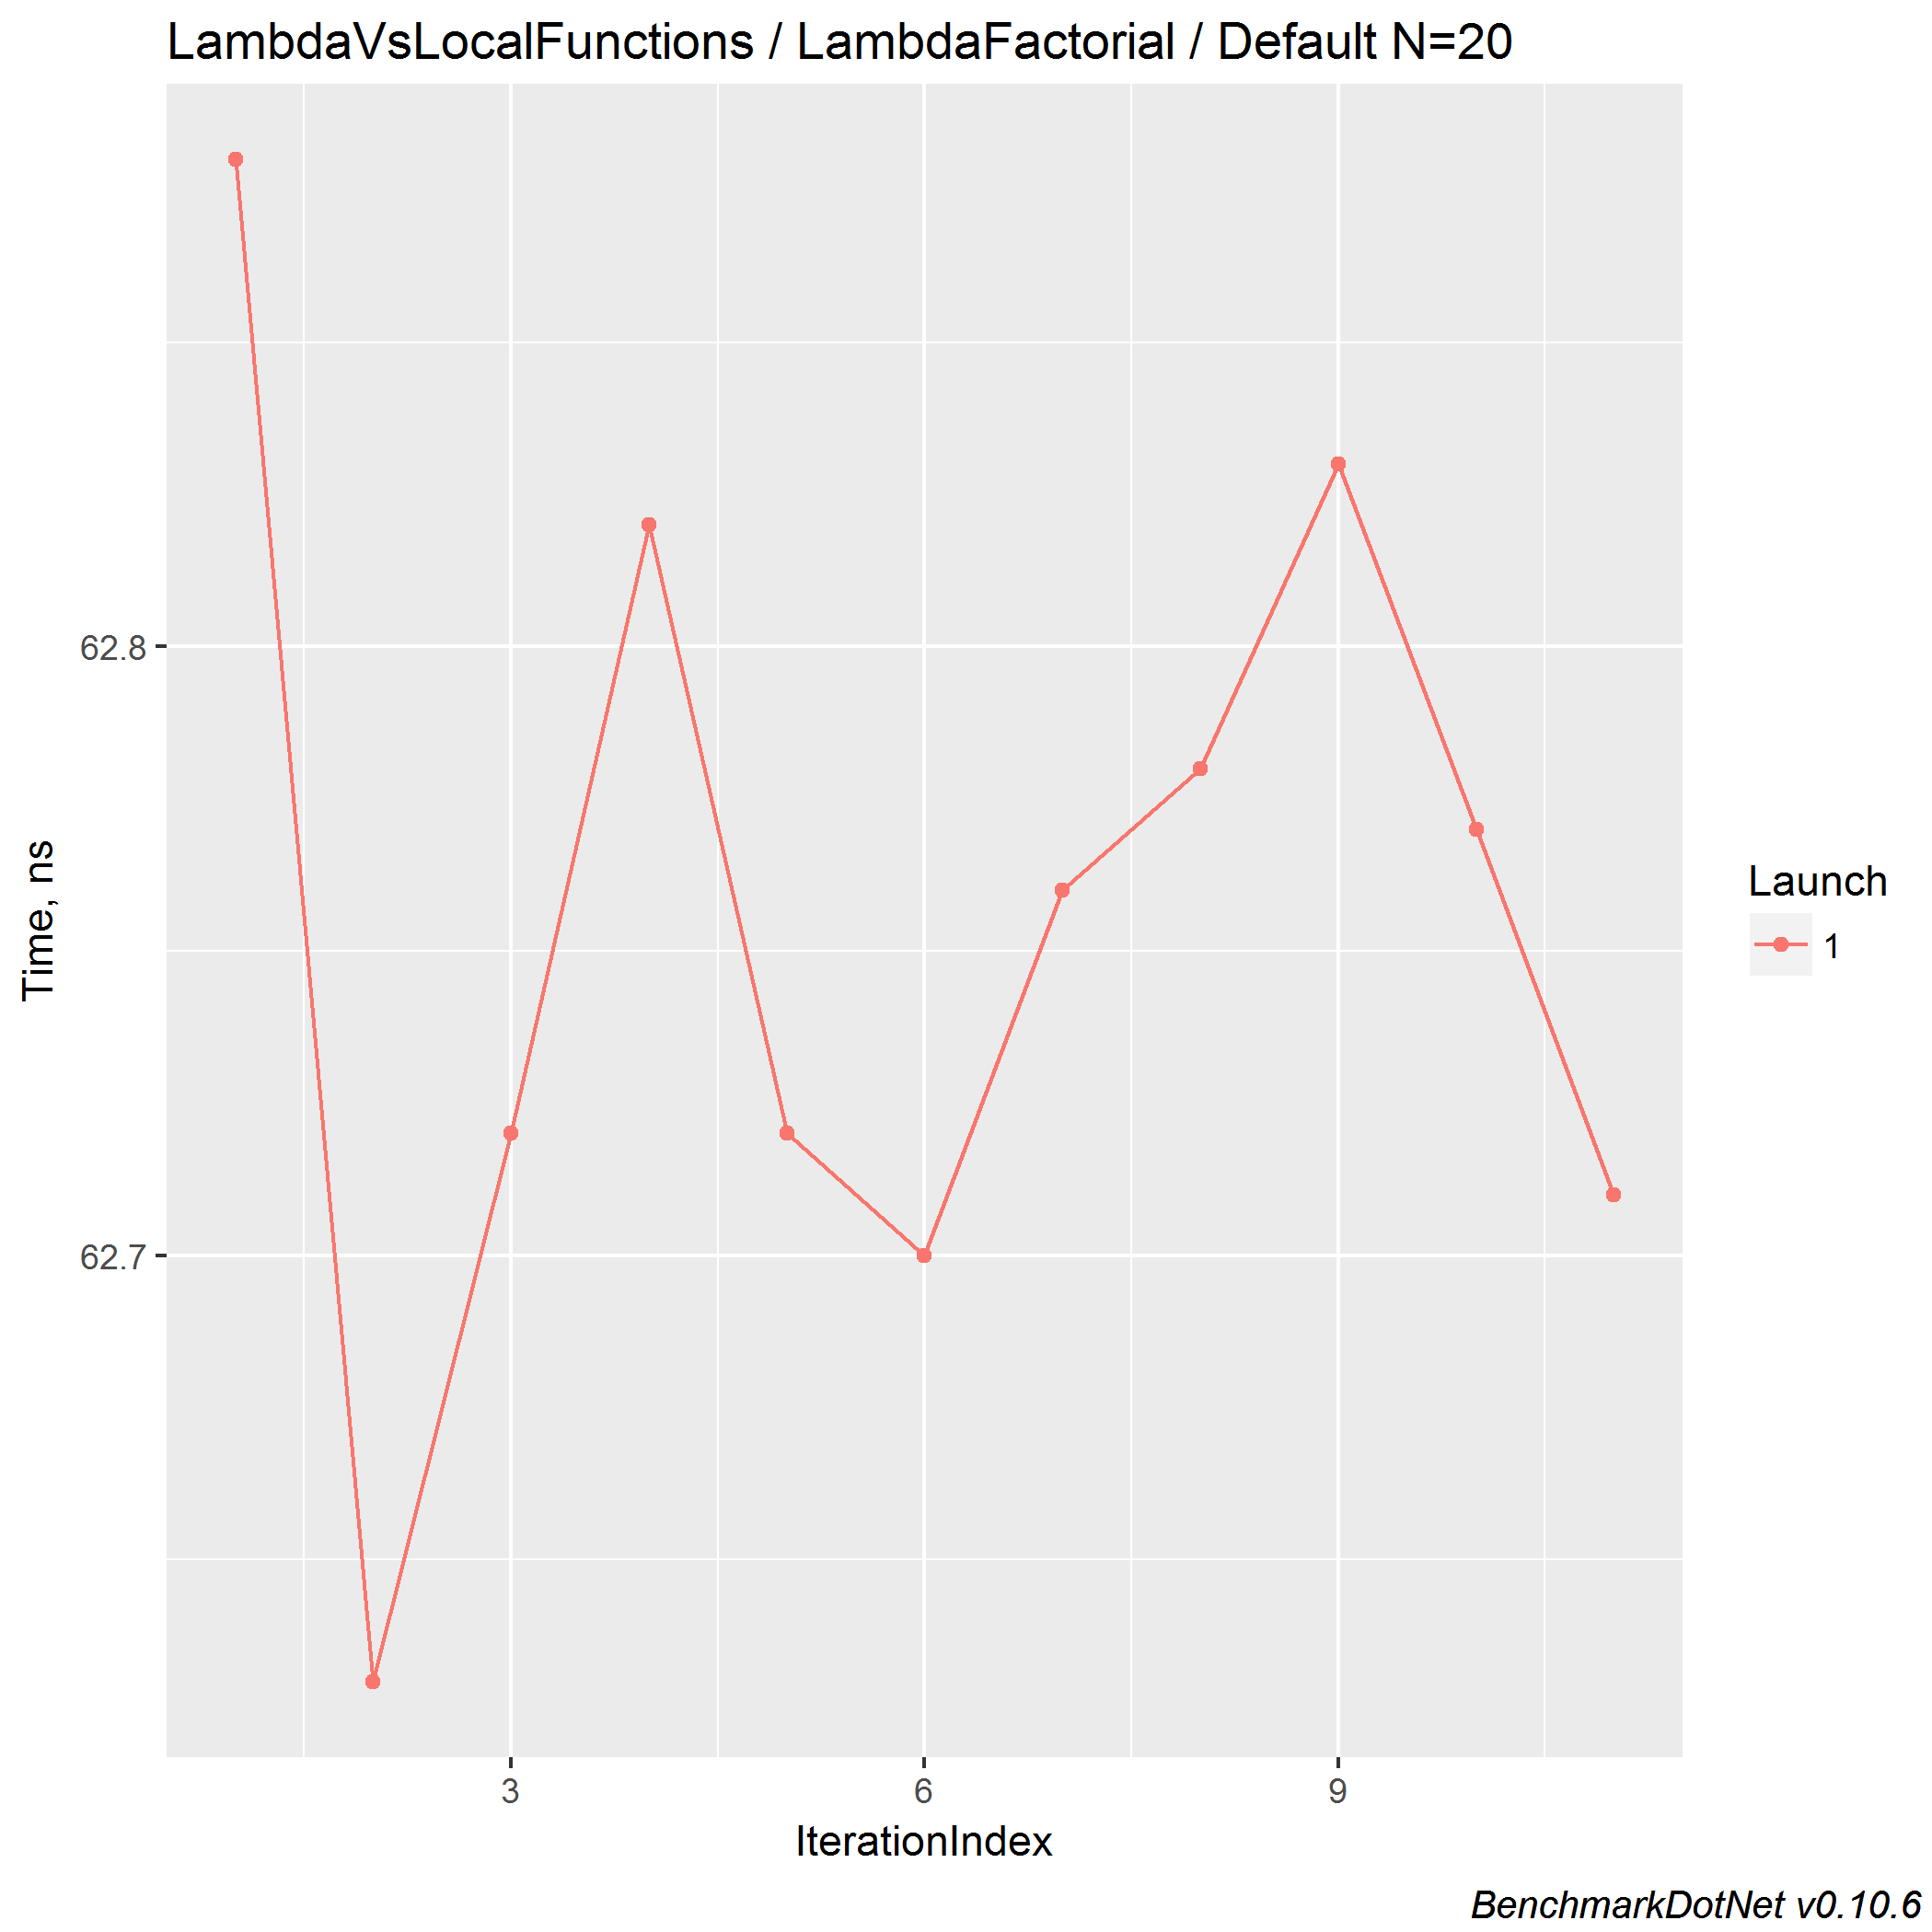 LambdaVsLocalFunctions / LambdaFactorial / Default N=20
62.8
62.7
Time, ns
3 6 9
IterationIndex
Launch
1
BenchmarkDotNet v0.10.6